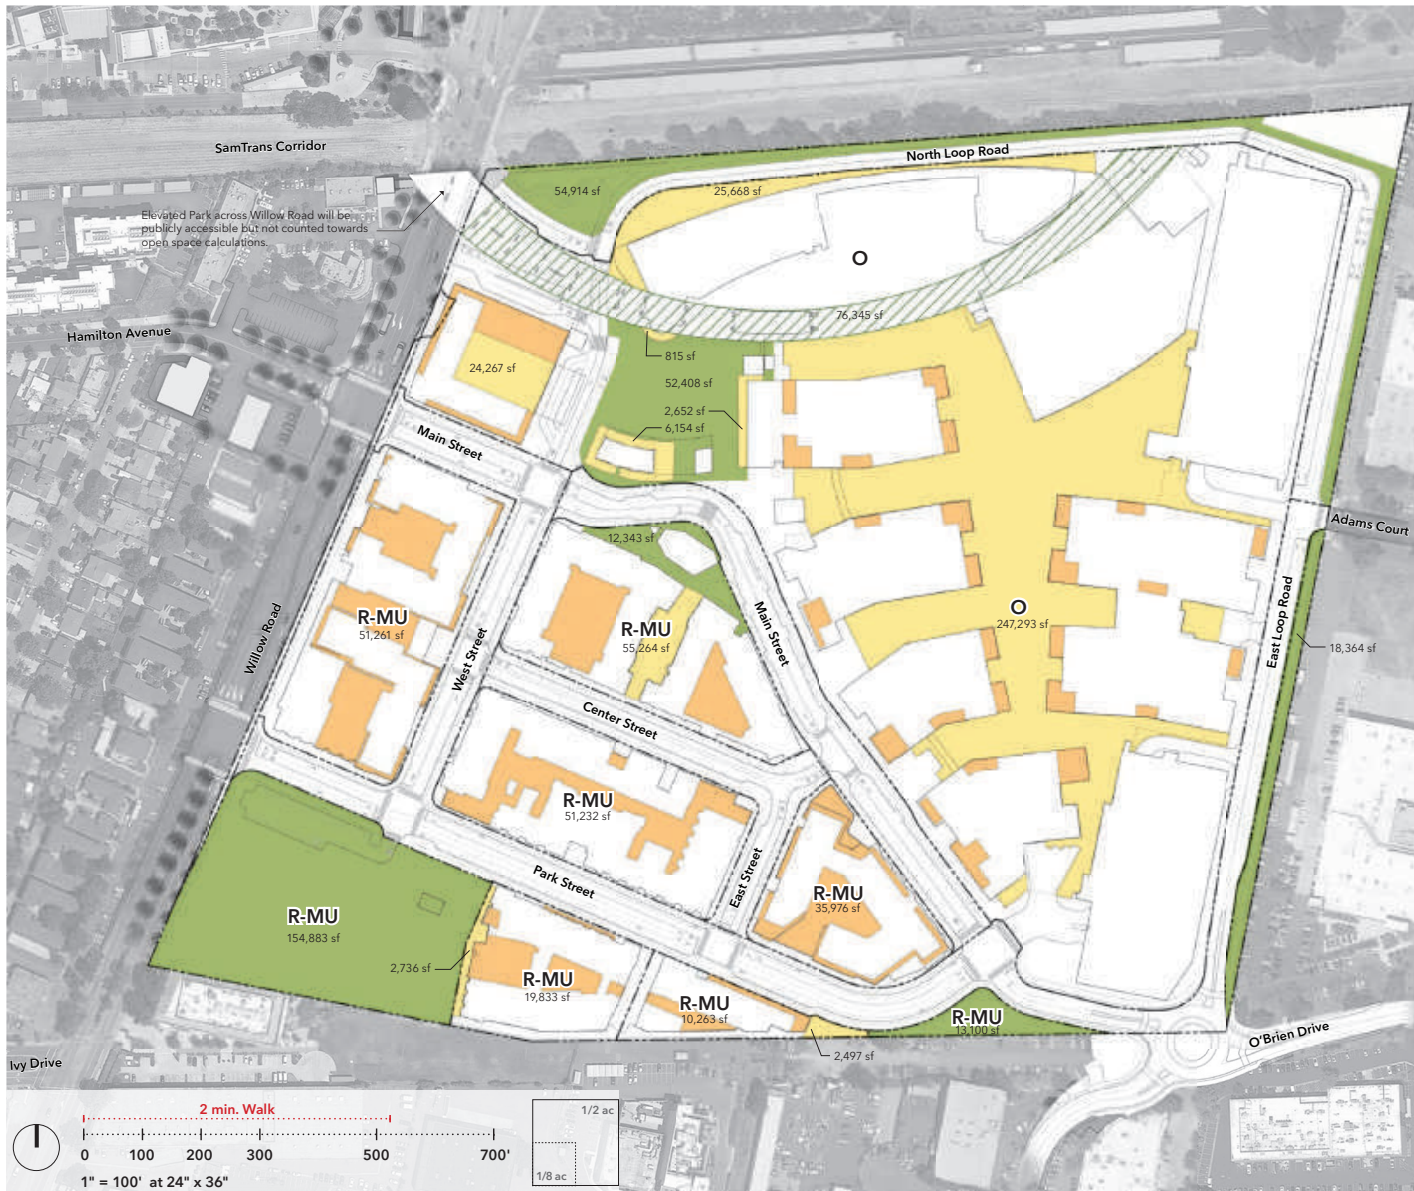 SamTrans Corridor
North Loop Road
54,914 sf
25,668 sf
Elevated Park across Willow Road will be
publicly accessible but not counted towards
open space calculations.
O
76,345 sf
Hamilton Avenue
815 sf
24,267 sf
52,408 sf
2,652 sf
6,154 sf
Main Street
Adams Court
12,343 sf
Main Street
O
247,293 sf
R-MU
51,261 sf
R-MU
55,264 sf
Willow Road
West Street
East Loop Road
18,364 sf
Center Street
R-MU
51,232 sf
Park Street
East Street
R-MU
35,976 sf
R-MU
154,883 sf
2,736 sf
R-MU
19,833 sf
R-MU
10,263 sf
R-MU
13,100 sf
2,497 sf
O'Brien Drive
Ivy Drive
2 min. Walk
0 100 200 300 500 700'
1" = 100' at 24" x 36"
1/2 ac
1/8 ac